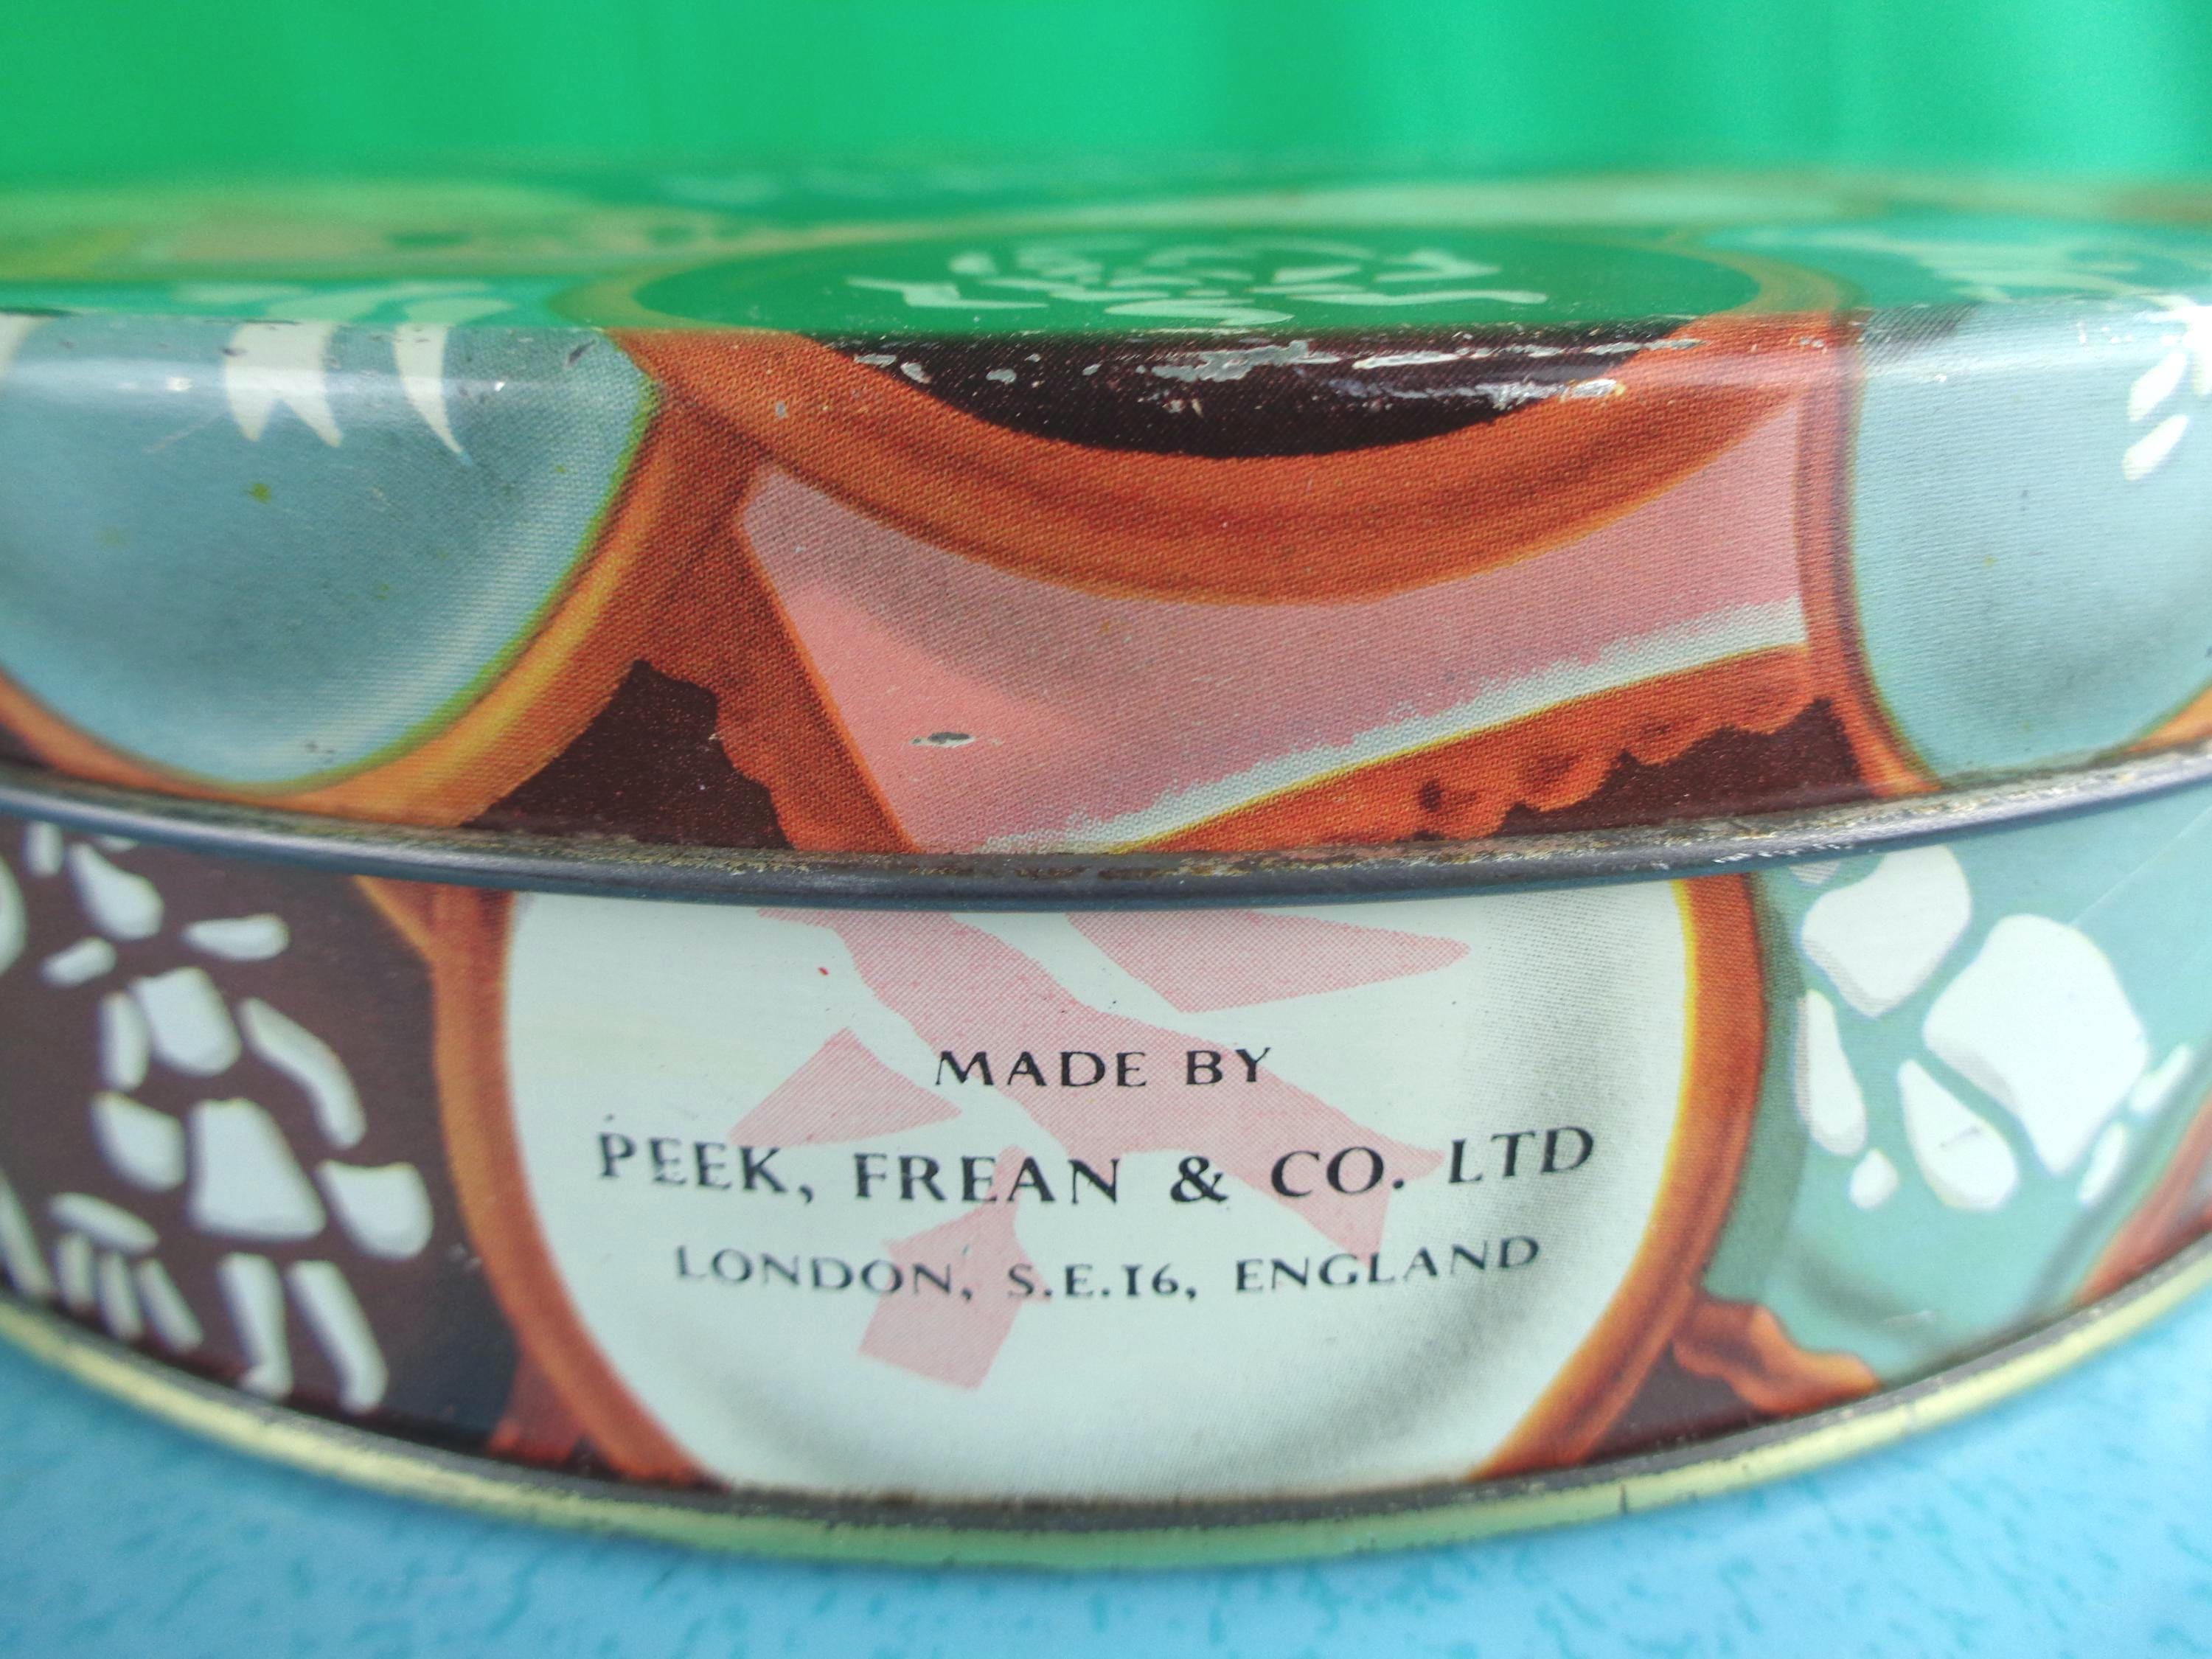 MADE BY
PEEK, FREAN & CO. LTD
LONDON, S.E.16, ENGLAND